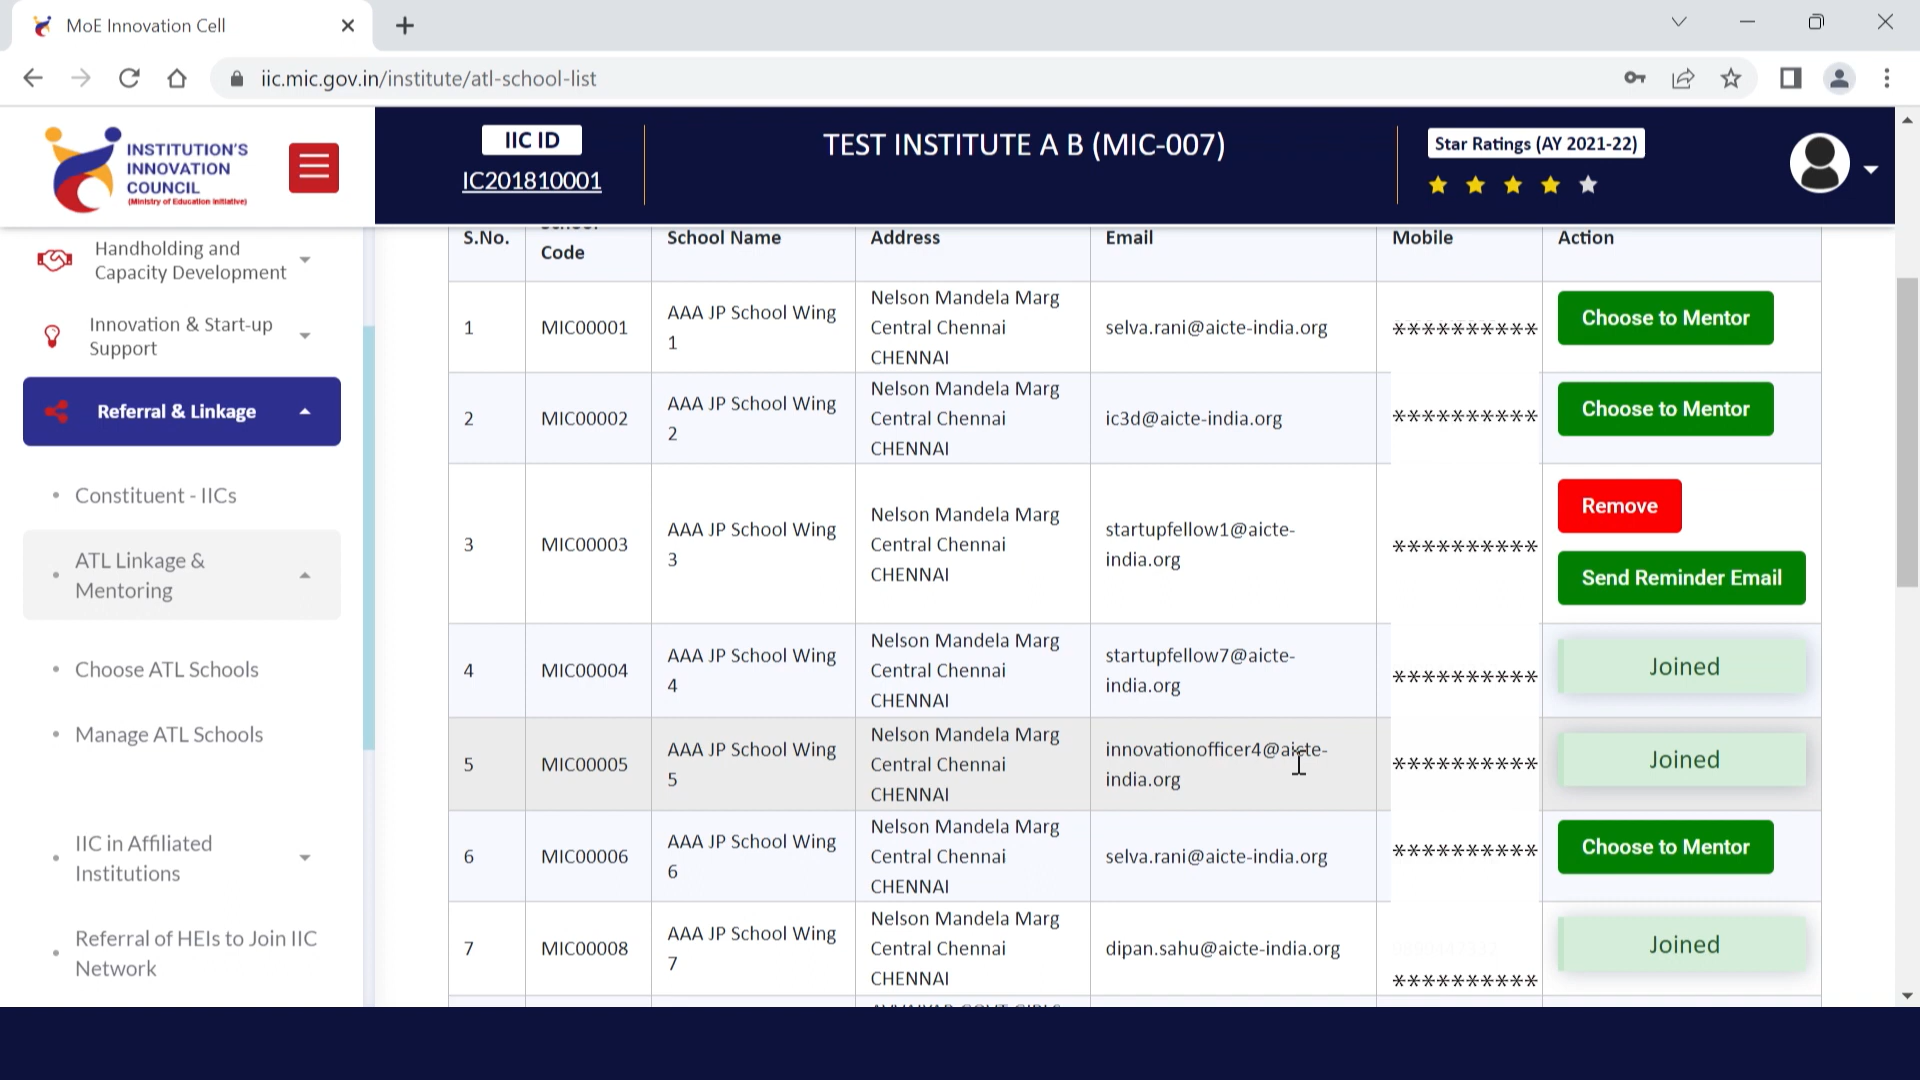 MoE Innovation Cell
iic.mic.gov.in/institute/atl-school-list
INSTITUTION'S
INNOVATION
COUNCIL
(Ministry of Education Initiative)
IIC ID
IC201810001
TEST INSTITUTE A B (MIC-007)
Star Ratings (AY 2021-22)
Handholding and
Capacity Development
Innovation & Start-up
Support
Referral & Linkage
Constituent - IICs
ATL Linkage &
Mentoring
Choose ATL Schools
Manage ATL Schools
IIC in Affiliated
Institutions
Referral of HEIs to Join IIC
Network
S.No. School Code School Name Address Email Mobile Action
1 MIC00001 AAA JP School Wing 1 Nelson Mandela Marg Central Chennai CHENNAI selva.rani@aicte-india.org ********** Choose to Mentor
2 MIC00002 AAA JP School Wing 2 Nelson Mandela Marg Central Chennai CHENNAI ic3d@aicte-india.org ********** Choose to Mentor
3 MIC00003 AAA JP School Wing 3 Nelson Mandela Marg Central Chennai CHENNAI startupfellow1@aicte-india.org ********** Remove Send Reminder Email
4 MIC00004 AAA JP School Wing 4 Nelson Mandela Marg Central Chennai CHENNAI startupfellow7@aicte-india.org ********** Joined
5 MIC00005 AAA JP School Wing 5 Nelson Mandela Marg Central Chennai CHENNAI innovationofficer4@aicte-india.org ********** Joined
6 MIC00006 AAA JP School Wing 6 Nelson Mandela Marg Central Chennai CHENNAI selva.rani@aicte-india.org ********** Choose to Mentor
7 MIC00008 AAA JP School Wing 7 Nelson Mandela Marg Central Chennai CHENNAI dipan.sahu@aicte-india.org ********** Joined